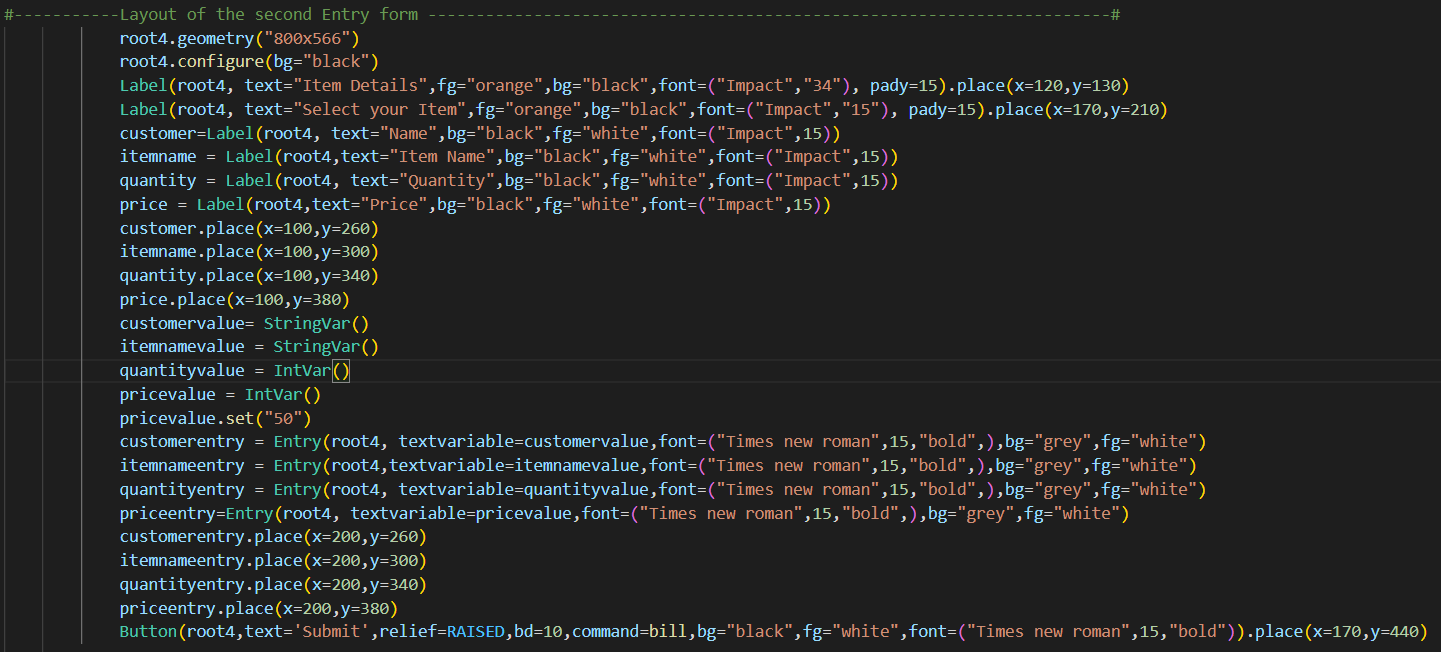 #-----------Layout of the second Entry form -----------------------------------------------------------------------#
root4.geometry("800x566")
root4.configure(bg="black")
Label(root4, text="Item Details",fg="orange",bg="black",font=("Impact","34"), pady=15).place(x=120,y=130)
Label(root4, text="Select your Item",fg="orange",bg="black",font=("Impact","15"), pady=15).place(x=170,y=210)
customer=Label(root4, text="Name",bg="black",fg="white",font=("Impact",15))
itemname = Label(root4,text="Item Name",bg="black",fg="white",font=("Impact",15))
quantity = Label(root4, text="Quantity",bg="black",fg="white",font=("Impact",15))
price = Label(root4,text="Price",bg="black",fg="white",font=("Impact",15))
customer.place(x=100,y=260)
itemname.place(x=100,y=300)
quantity.place(x=100,y=340)
price.place(x=100,y=380)
customervalue= StringVar()
itemnamevalue = StringVar()
quantityvalue = IntVar()
pricevalue = IntVar()
pricevalue.set("50")
customerentry = Entry(root4, textvariable=customervalue,font=("Times new roman",15,"bold",),bg="grey",fg="white")
itemnameentry = Entry(root4,textvariable=itemnamevalue,font=("Times new roman",15,"bold",),bg="grey",fg="white")
quantityentry = Entry(root4, textvariable=quantityvalue,font=("Times new roman",15,"bold",),bg="grey",fg="white")
priceentry=Entry(root4, textvariable=pricevalue,font=("Times new roman",15,"bold",),bg="grey",fg="white")
customerentry.place(x=200,y=260)
itemnameentry.place(x=200,y=300)
quantityentry.place(x=200,y=340)
priceentry.place(x=200,y=380)
Button(root4,text='Submit',relief=RAISED,bd=10,command=bill,bg="black",fg="white",font=("Times new roman",15,"bold")).place(x=170,y=440)